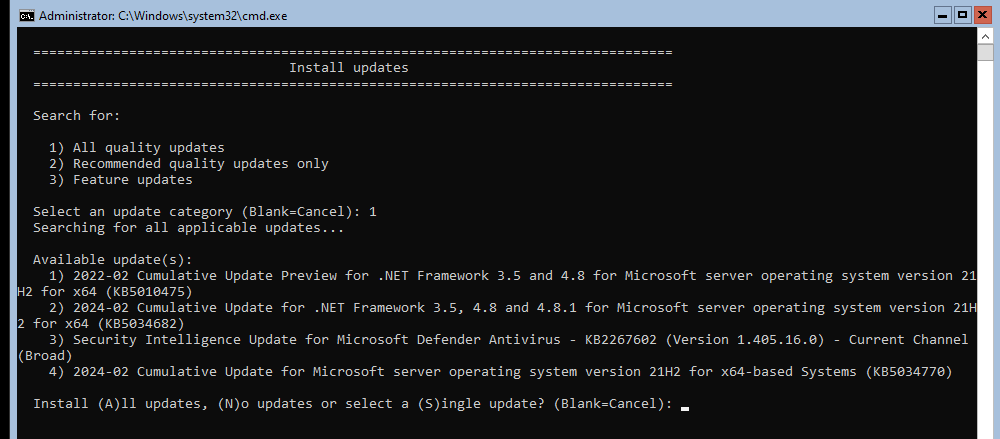 Administrator: C:\Windows\system32\cmd.exe
================================================================================
Install updates
================================================================================
Search for:
1) All quality updates
2) Recommended quality updates only
3) Feature updates
Select an update category (Blank=Cancel): 1
Searching for all applicable updates...
Available update(s):
1) 2022-02 Cumulative Update Preview for .NET Framework 3.5 and 4.8 for Microsoft server operating system version 21
H2 for x64 (KB5010475)
2) 2024-02 Cumulative Update for .NET Framework 3.5, 4.8 and 4.8.1 for Microsoft server operating system version 21H
2 for x64 (KB5034682)
3) Security Intelligence Update for Microsoft Defender Antivirus - KB2267602 (Version 1.405.16.0) - Current Channel
(Broad)
4) 2024-02 Cumulative Update for Microsoft server operating system version 21H2 for x64-based Systems (KB5034770)
Install (A)ll updates, (N)o updates or select a (S)ingle update? (Blank=Cancel):